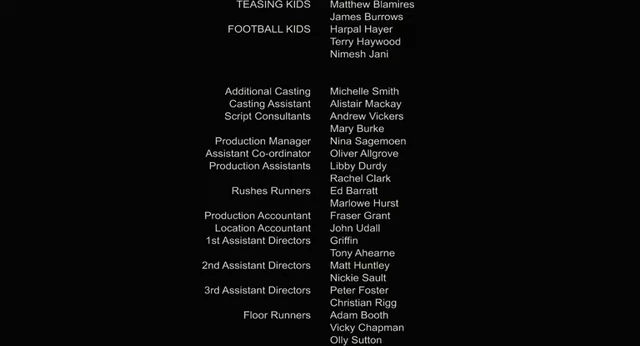 TEASING KIDS Matthew Blamires
James Burrows
FOOTBALL KIDS Harpal Hayer
Terry Haywood
Nimesh Jani
Additional Casting Michelle Smith
Casting Assistant Alistair Mackay
Script Consultants Andrew Vickers
Mary Burke
Production Manager Nina Sagemoen
Assistant Co-ordinator Oliver Allgrove
Production Assistants Libby Durdy
Rachel Clark
Rushes Runners Ed Barratt
Marlowe Hurst
Production Accountant Fraser Grant
Location Accountant John Udall
1st Assistant Directors Griffin
Tony Ahearne
2nd Assistant Directors Matt Huntley
Nickie Sault
3rd Assistant Directors Peter Foster
Christian Rigg
Floor Runners Adam Booth
Vicky Chapman
Olly Sutton